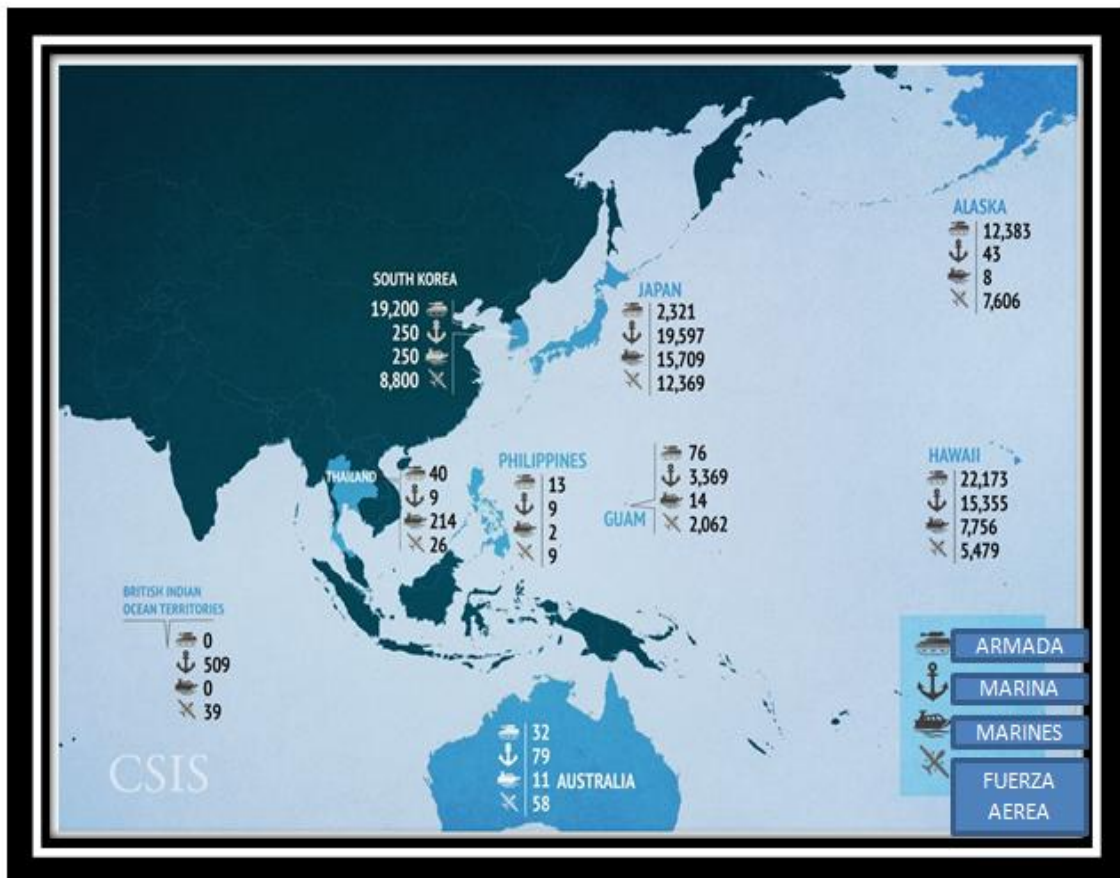 ALASKA
12,383
43
8
7,606
SOUTH KOREA
19,200
250
250
8,800
JAPAN
2,321
19,597
15,709
12,369
THAILAND
40
9
214
26
PHILIPPINES
13
9
2
9
GUAM
76
3,369
14
2,062
HAWAII
22,173
15,355
7,756
5,479
BRITISH INDIAN
OCEAN TERRITORIES
0
509
0
39
32
79
11 AUSTRALIA
58
CSIS
ARMADA
MARINA
MARINES
FUERZA
AEREA